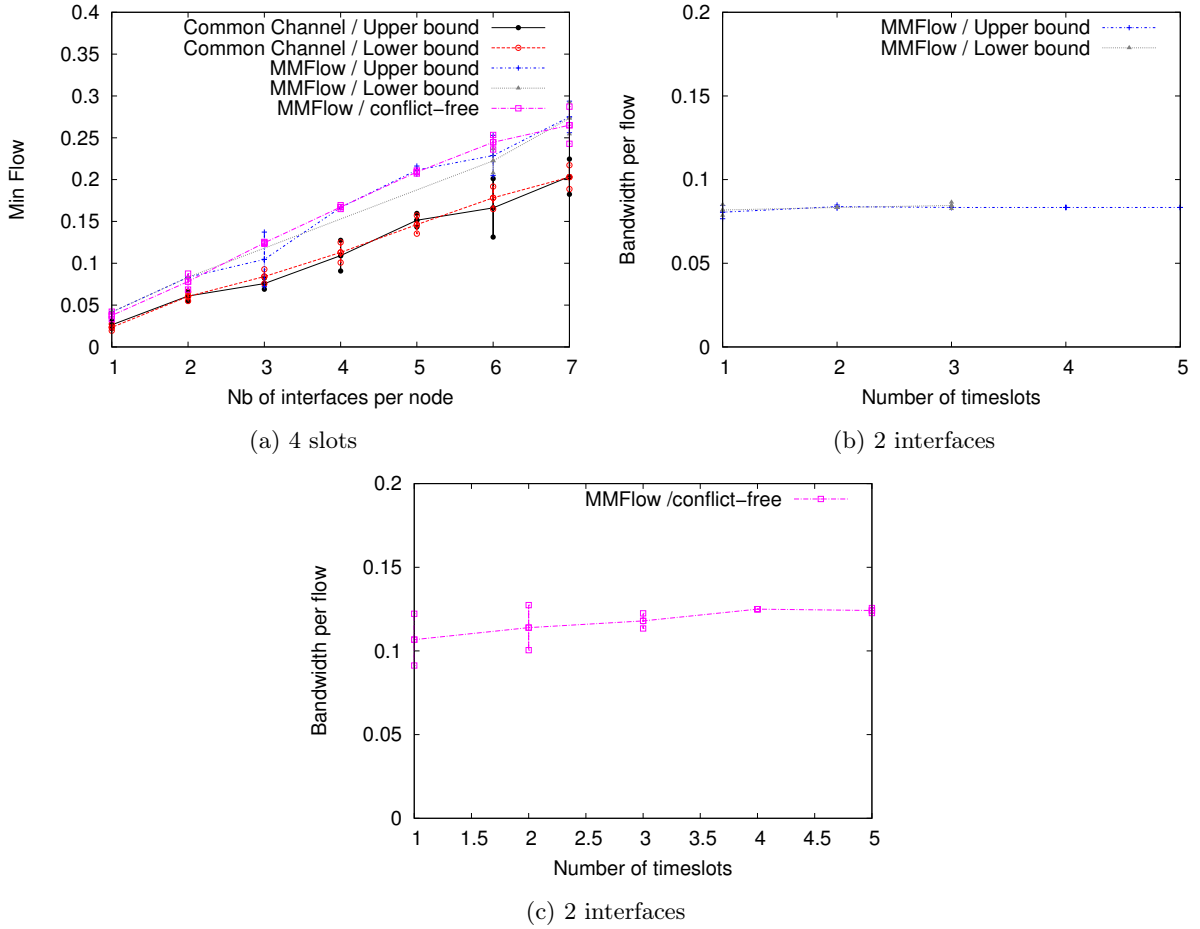 0.4
0.35
0.3
0.25
0.2
0.15
0.1
0.05
0
Min Flow
Common Channel / Upper bound
Common Channel / Lower bound
MMFlow / Upper bound
MMFlow / Lower bound
MMFlow / conflict-free
1 2 3 4 5 6 7
Nb of interfaces per node
(a) 4 slots
0.2
0.15
0.1
0.05
0
Bandwidth per flow
MMFlow / Upper bound
MMFlow / Lower bound
1 2 3 4 5
Number of timeslots
(b) 2 interfaces
0.2
0.15
0.1
0.05
0
Bandwidth per flow
MMFlow /conflict-free
1 1.5 2 2.5 3 3.5 4 4.5 5
Number of timeslots
(c) 2 interfaces